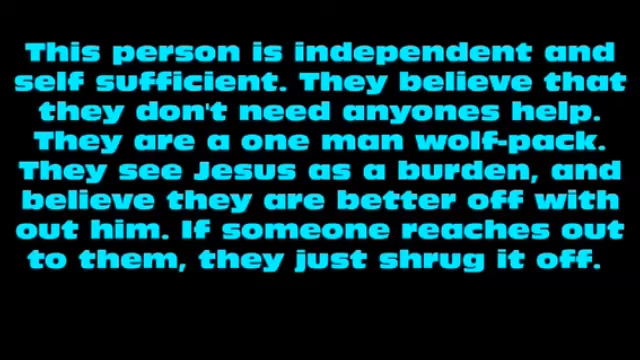 This person is independent and
self sufficient. They believe that
they don't need anyones help.
They are a one man wolf-pack.
They see Jesus as a burden, and
believe they are better off with
out him. If someone reaches out
to them, they just shrug it off.